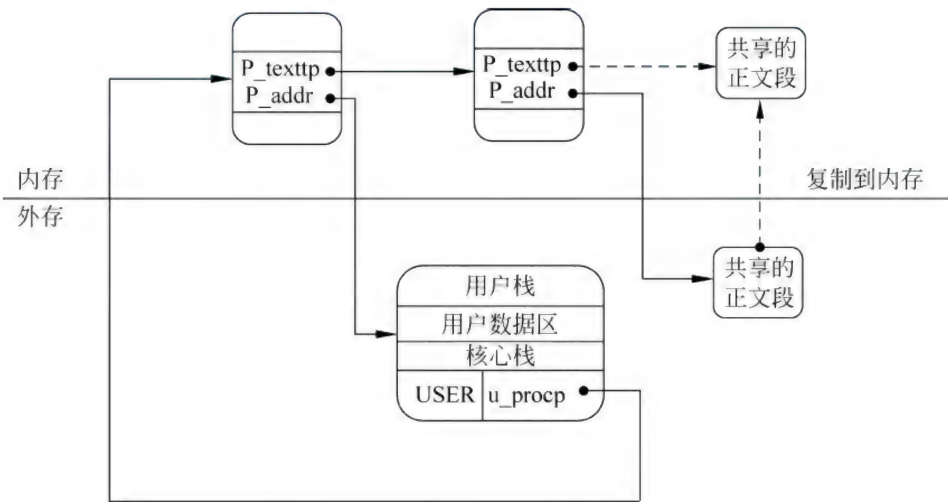 P_texttp
P_addr
P_texttp
P_addr
共享的
正文段
内存
复制到内存
外存
共享的
正文段
用户栈
用户数据区
核心栈
USER
u_procp